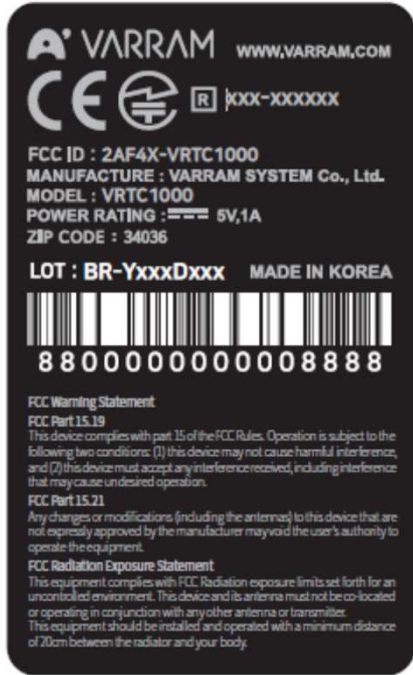 VARRAM WWW.VARRAM.COM
CE R xxx-xxxxxx
FCC ID : 2AF4X-VRTC1000
MANUFACTURE : VARRAM SYSTEM Co., Ltd.
MODEL : VRTC1000
POWER RATING : 5V,1A
ZIP CODE : 34036
LOT : BR-YxxxDxxx MADE IN KOREA
8800000000008888
FCC Warning Statement
FCC Part 15.19
This device complies with part 15 of the FCC Rules. Operation is subject to the
following two conditions: (1) this device may not cause harmful interference,
and (2) this device must accept any interference received, including interference
that may cause undesired operation.
FCC Part 15.21
Any changes or modifications (including the antennas) to this device that are
not expressly approved by the manufacturer may void the user's authority to
operate the equipment.
FCC Radiation Exposure Statement
This equipment complies with FCC Radiation exposure limits set forth for an
uncontrolled environment. This device and its antenna must not be co-located
or operating in conjunction with any other antenna or transmitter.
This equipment should be installed and operated with a minimum distance
of 20cm between the radiator and your body.